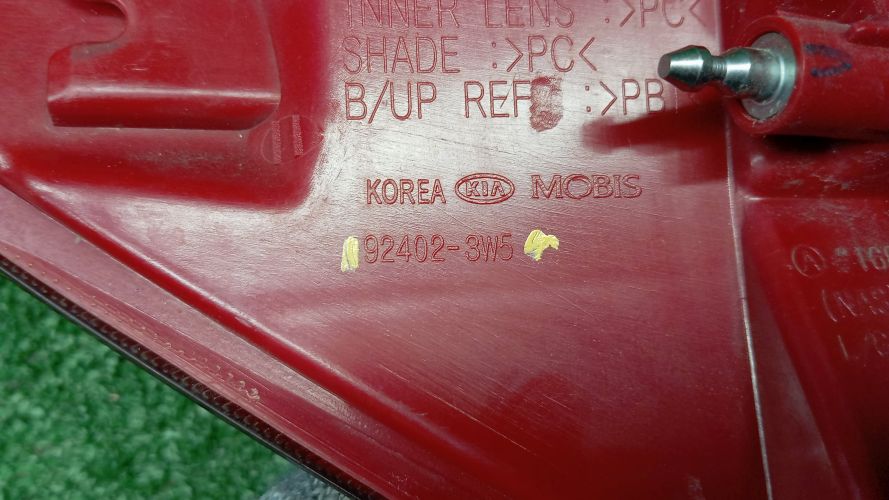 INNER LENS :>PC<
SHADE :>PC<
B/UP REF :>PB
KOREA KIA MOBIS
92402-3W5